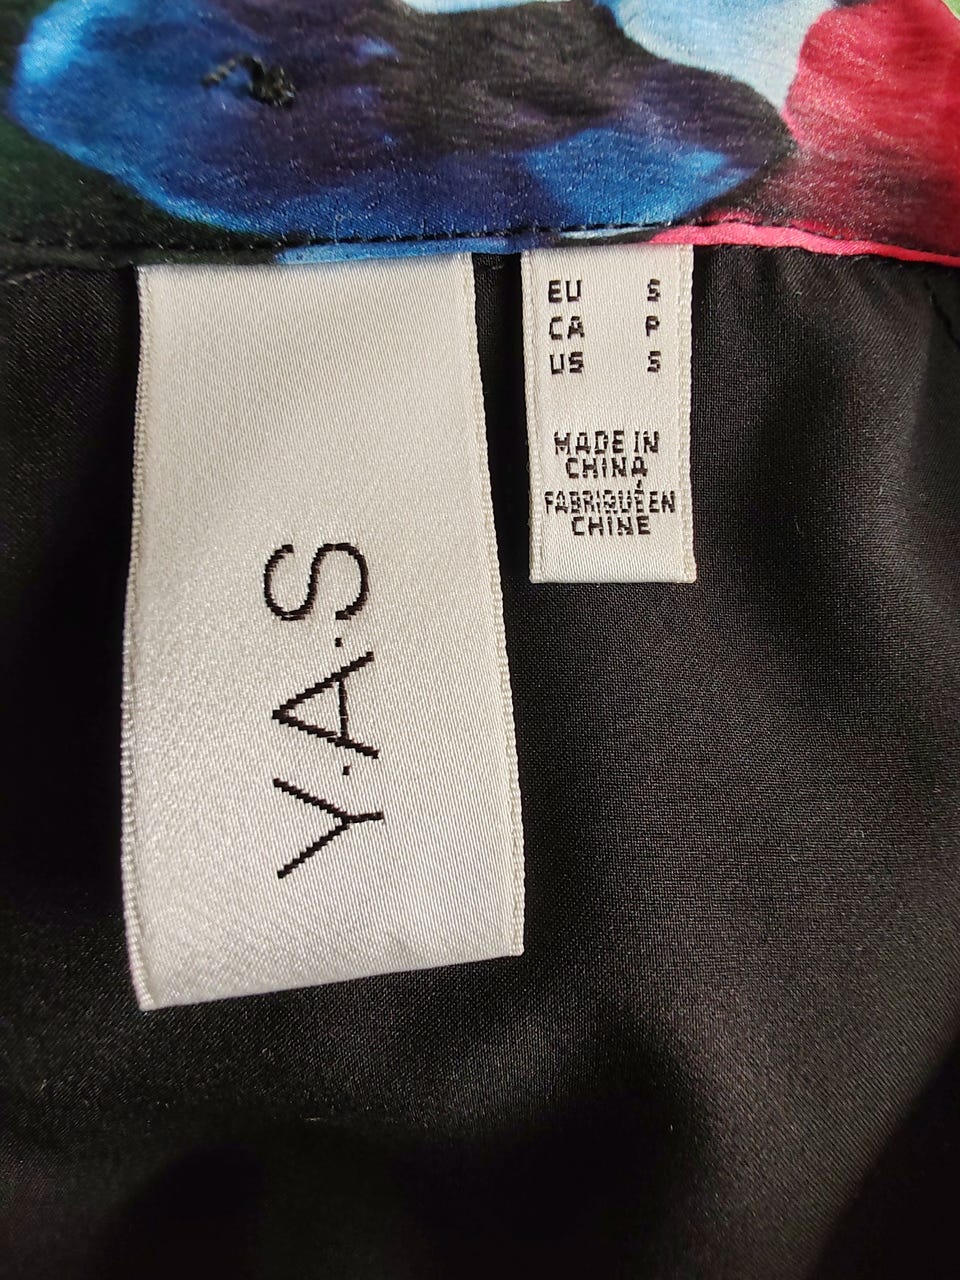 Y.A.S
EU S
CA P
US S
MADE IN
CHINA
FABRIQUÉ EN
CHINE